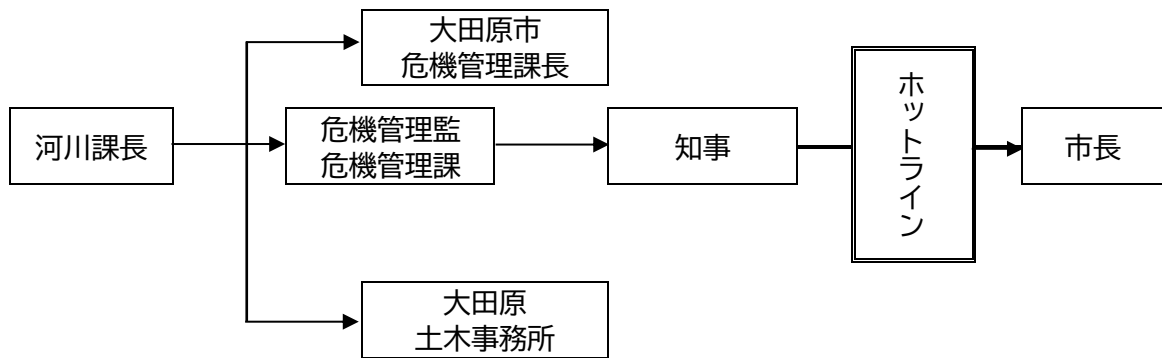 大田原市
危機管理課長
河川課長
危機管理監
危機管理課
知事
ホットライン
市長
大田原
土木事務所